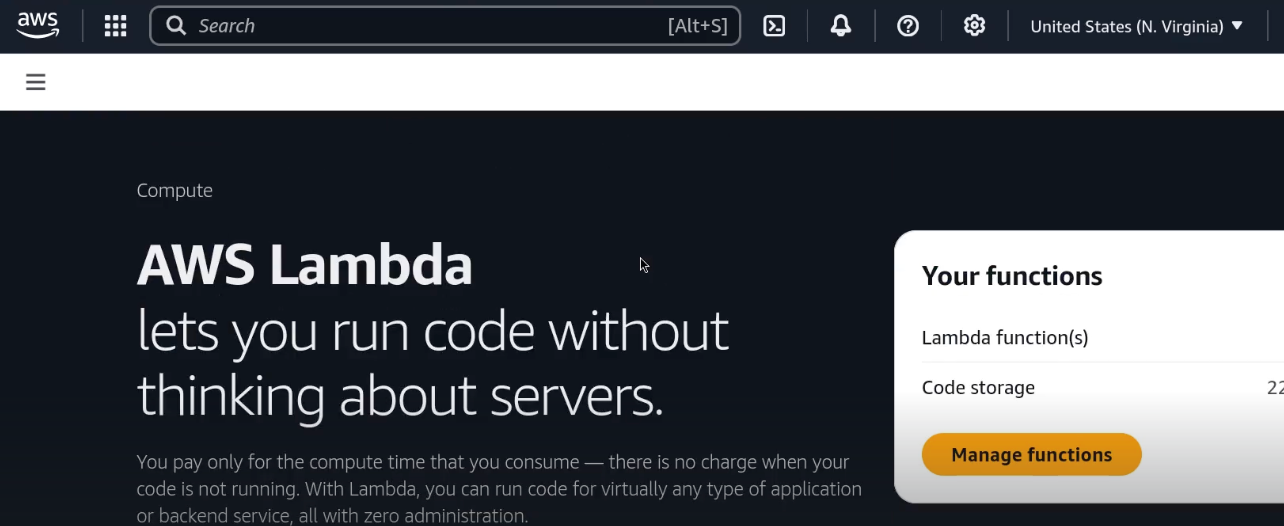 aws
Search [Alt+S] United States (N. Virginia)
Compute
AWS Lambda
lets you run code without
thinking about servers.
You pay only for the compute time that you consume — there is no charge when your
code is not running. With Lambda, you can run code for virtually any type of application
or backend service, all with zero administration.
Your functions
Lambda function(s)
Code storage 22
Manage functions